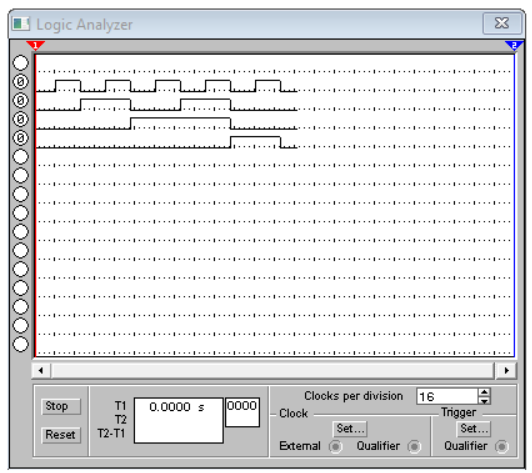 Logic Analyzer
1
2
0
0
0
0
Clocks per division 16
Stop T1 0.0000 s 0000
T2
Reset T2-T1
Clock
Set...
External Qualifier
Trigger
Set...
Qualifier